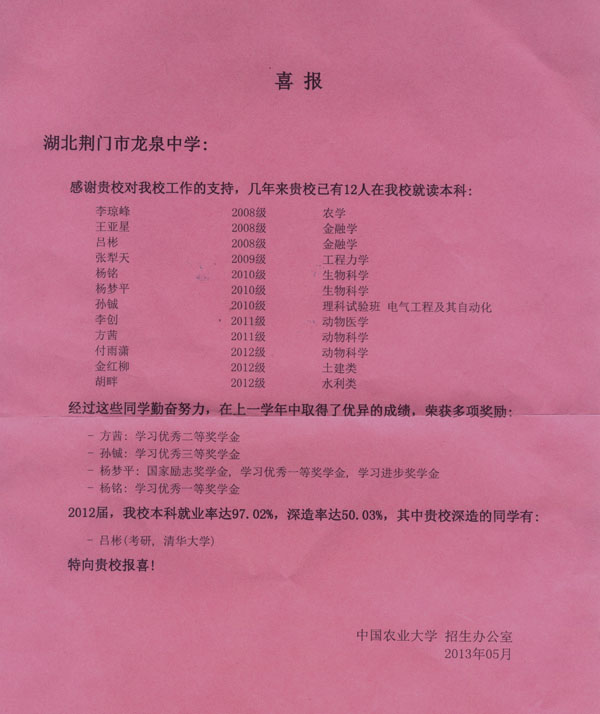 喜报
湖北荆门市龙泉中学:
感谢贵校对我校工作的支持，几年来贵校已有12人在我校就读本科:
李琼峰 2008级 农学
王亚星 2008级 金融学
吕彬 2008级 金融学
张犁天 2009级 工程力学
杨铭 2010级 生物科学
杨梦平 2010级 生物科学
孙铖 2010级 理科试验班 电气工程及其自动化
李创 2011级 动物医学
方茜 2011级 动物科学
付雨潇 2012级 动物科学
金红柳 2012级 土建类
胡畔 2012级 水利类
经过这些同学勤奋努力，在上一学年中取得了优异的成绩，荣获多项奖励:
- 方茜: 学习优秀二等奖学金
- 孙铖: 学习优秀三等奖学金
- 杨梦平: 国家励志奖学金, 学习优秀一等奖学金, 学习进步奖学金
- 杨铭: 学习优秀一等奖学金
2012届，我校本科就业率达97.02%，深造率达50.03%，其中贵校深造的同学有:
- 吕彬(考研, 清华大学)
特向贵校报喜!
中国农业大学 招生办公室
2013年05月